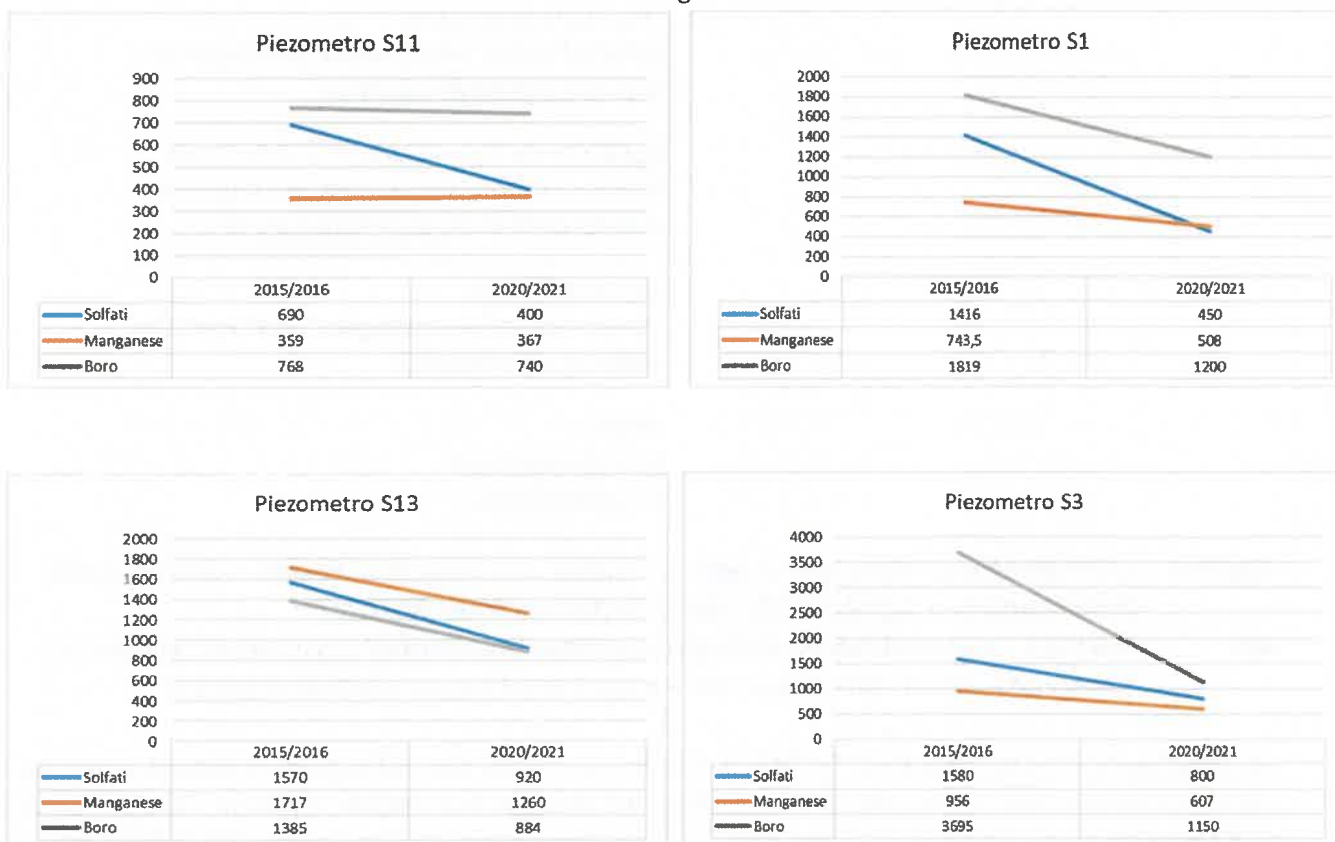 g
Piezometro S11
900
800
700
600
500
400
300
200
100
0
2015/2016 2020/2021
Solfati 690 400
Manganese 359 367
Boro 768 740
Piezometro S1
2000
1800
1600
1400
1200
1000
800
600
400
200
0
2015/2016 2020/2021
Solfati 1416 450
Manganese 743,5 508
Boro 1819 1200
Piezometro S13
2000
1800
1600
1400
1200
1000
800
600
400
200
0
2015/2016 2020/2021
Solfati 1570 920
Manganese 1717 1260
Boro 1385 884
Piezometro S3
4000
3500
3000
2500
2000
1500
1000
500
0
2015/2016 2020/2021
Solfati 1580 800
Manganese 956 607
Boro 3695 1150